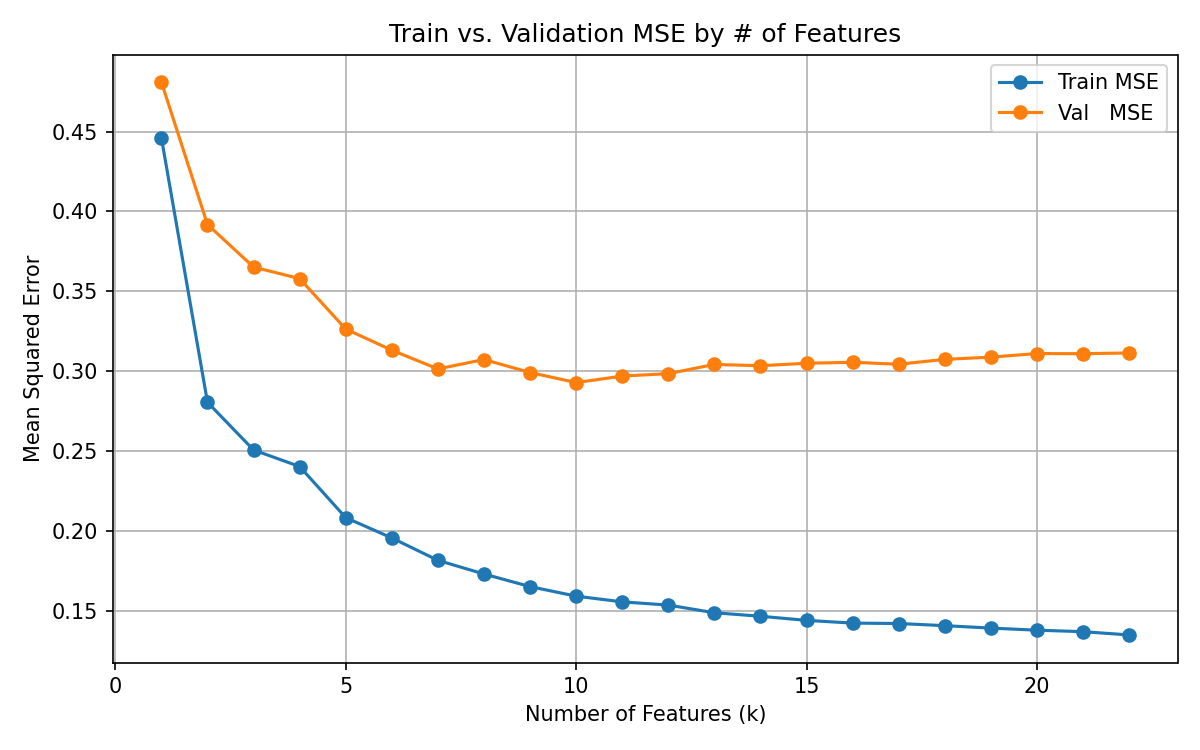 Train vs. Validation MSE by # of Features
Train MSE
Val   MSE
Mean Squared Error
0.45
0.40
0.35
0.30
0.25
0.20
0.15
0 5 10 15 20
Number of Features (k)